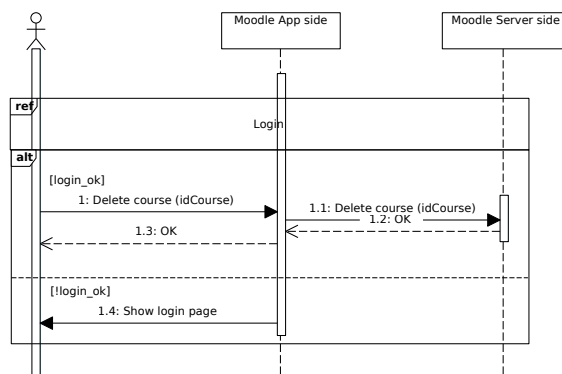 Moodle App side
Moodle Server side
ref
Login
alt
[login_ok]
1: Delete course (idCourse)
1.1: Delete course (idCourse)
1.2: OK
1.3: OK
[!login_ok]
1.4: Show login page